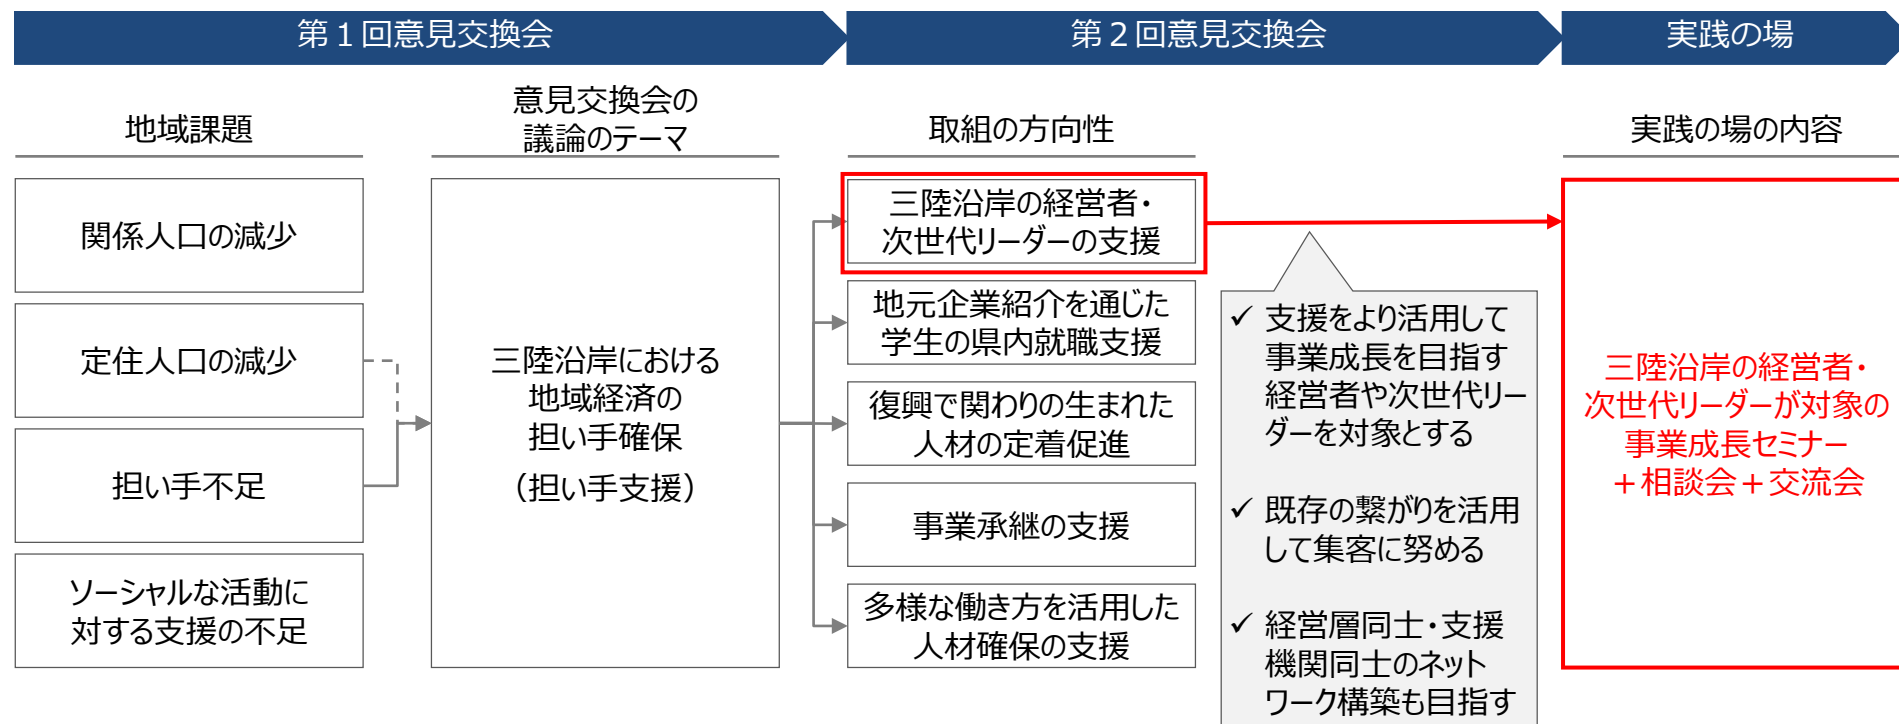 第１回意見交換会
第２回意見交換会
実践の場
地域課題
意見交換会の
議論のテーマ
取組の方向性
実践の場の内容
関係人口の減少
定住人口の減少
担い手不足
ソーシャルな活動に
対する支援の不足
三陸沿岸における
地域経済の
担い手確保
（担い手支援）
三陸沿岸の経営者・
次世代リーダーの支援
地元企業紹介を通じた
学生の県内就職支援
復興で関わりの生まれた
人材の定着促進
事業承継の支援
多様な働き方を活用した
人材確保の支援
✓ 支援をより活用して
事業成長を目指す
経営者や次世代リー
ダーを対象とする
✓ 既存の繋がりを活用
して集客に努める
✓ 経営層同士・支援
機関同士のネット
ワーク構築も目指す
三陸沿岸の経営者・
次世代リーダーが対象の
事業成長セミナー
＋相談会＋交流会